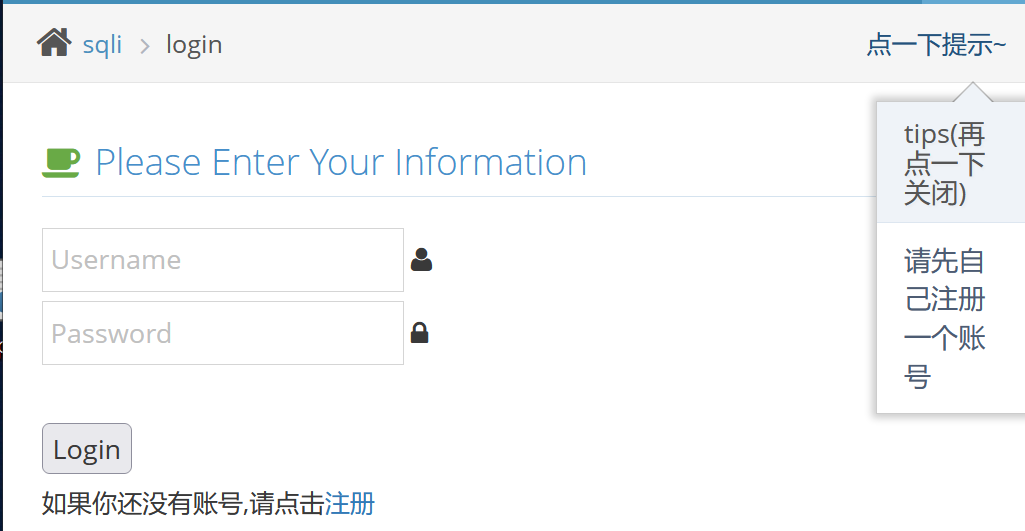 sqli > login
点一下提示~
tips(再
点一下
关闭)
请先自
己注册
一个账
号
Please Enter Your Information
Username
Password
Login
如果你还没有账号,请点击注册